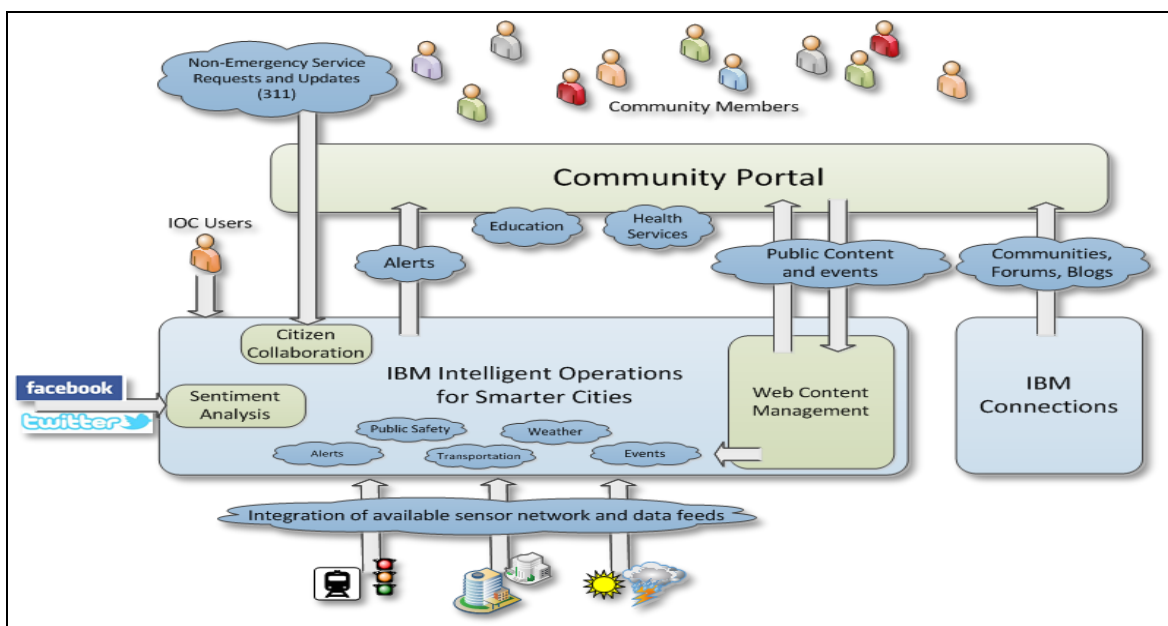 Non-Emergency Service
Requests and Updates
(311)
Community Members
Community Portal
IOC Users
Education
Health
Services
Alerts
Public Content
and events
Communities,
Forums, Blogs
Citizen
Collaboration
IBM Intelligent Operations
for Smarter Cities
Web Content
Management
IBM
Connections
facebook
twitter
Sentiment
Analysis
Public Safety
Weather
Alerts
Transportation
Events
Integration of available sensor network and data feeds